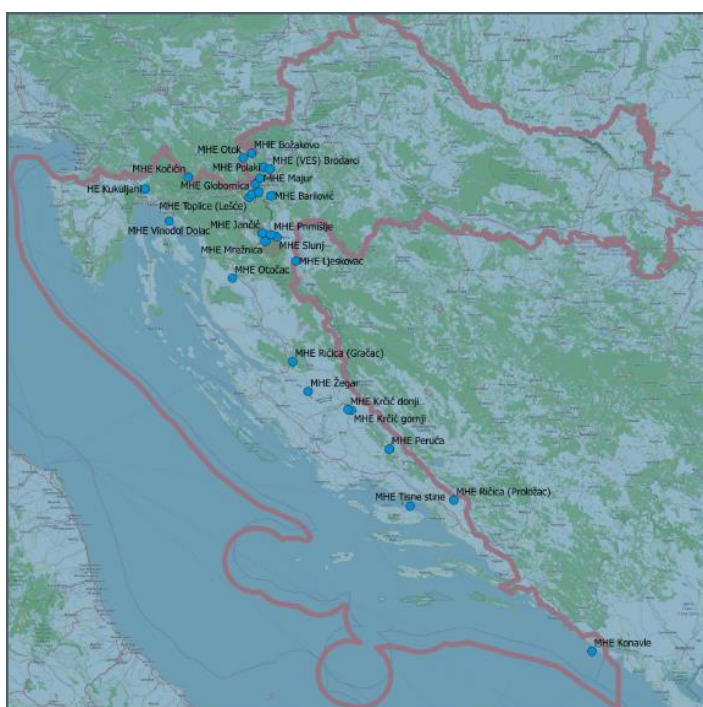 MHE Božakovo
MHE Otok
MHE (VES) Brodarci
MHE Polaki
MHE Kočičin
MHE Majur
MHE Globornica
HE Kukuljani
MHE Barilović
MHE Toplice (Lešće)
MHE Vinodol Dolac
MHE Jančić
MHE Primišlje
MHE Slunj
MHE Mrežnica
MHE Ljeskovac
MHE Otočac
MHE Ričica (Gračac)
MHE Žegar
MHE Krčić donji
MHE Krčić gornji
MHE Peruča
MHE Tisne stine
MHE Ričica (Proložac)
MHE Konavle